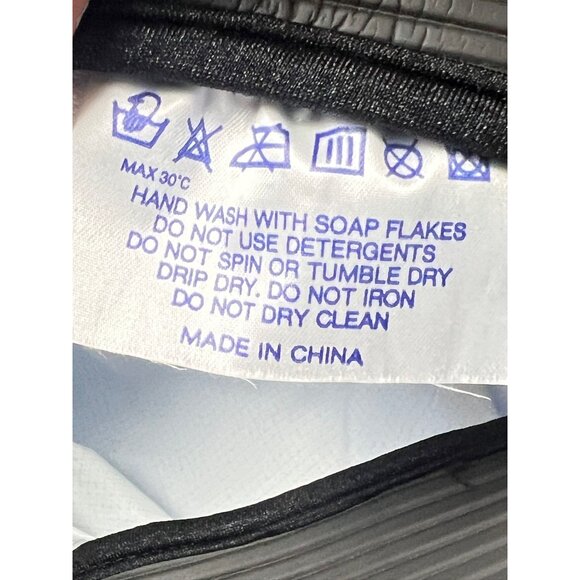 MAX 30°C
HAND WASH WITH SOAP FLAKES
DO NOT USE DETERGENTS
DO NOT SPIN OR TUMBLE DRY
DRIP DRY. DO NOT IRON
DO NOT DRY CLEAN
MADE IN CHINA